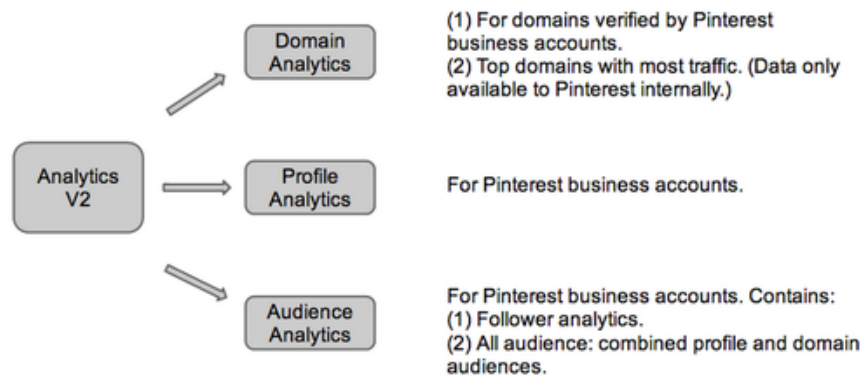 Domain
Analytics
(1) For domains verified by Pinterest
business accounts.
(2) Top domains with most traffic. (Data only
available to Pinterest internally.)
Analytics
V2
Profile
Analytics
For Pinterest business accounts.
Audience
Analytics
For Pinterest business accounts. Contains:
(1) Follower analytics.
(2) All audience: combined profile and domain
audiences.